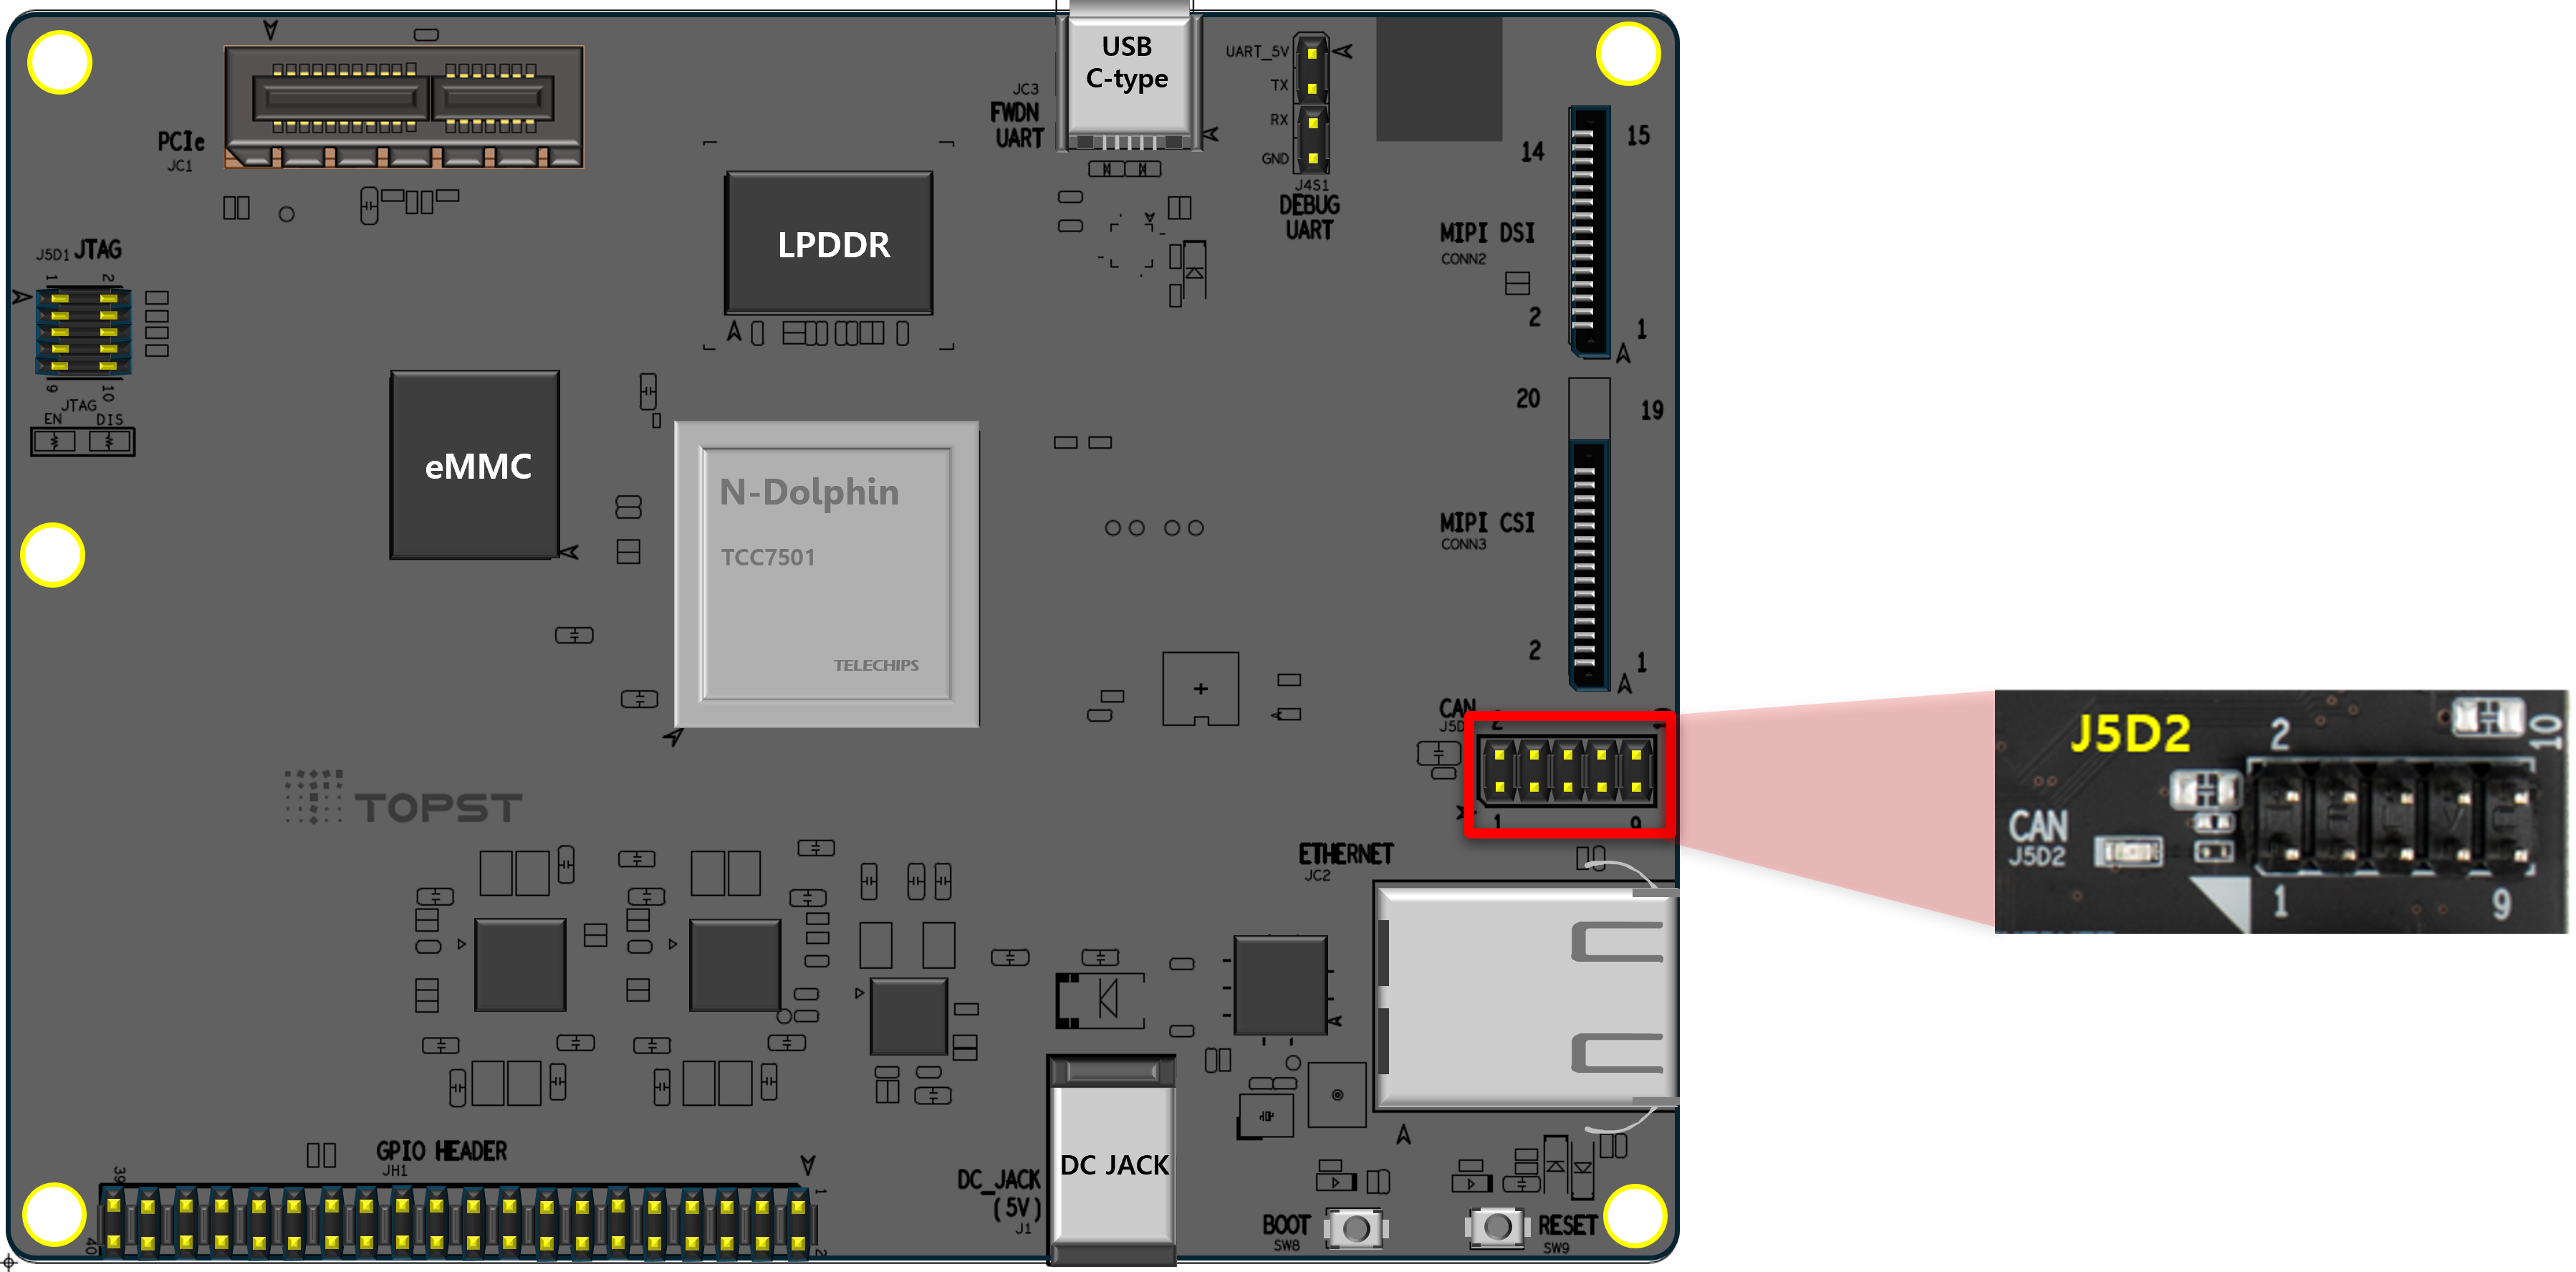 USB
C-type
UART_5V
TX
RX
GND
J4S1
DEBUG
UART
JC3
FWDN
UART
PCIe
JC1
14
15
MIPI DSI
CONN2
2
1
J5D1 JTAG
1 2
9 10
JTAG
EN DIS
LPDDR
eMMC
N-Dolphin
TCC7501
TELECHIPS
20
19
MIPI CSI
CONN3
2
1
CAN
J5D
2
1 9
J5D2
2
10
CAN
J5D2
1
9
TOPST
ETHERNET
JC2
GPIO HEADER
JH1
39
1
40
2
DC_JACK
(5V)
J1
DC JACK
BOOT
SW8
RESET
SW9